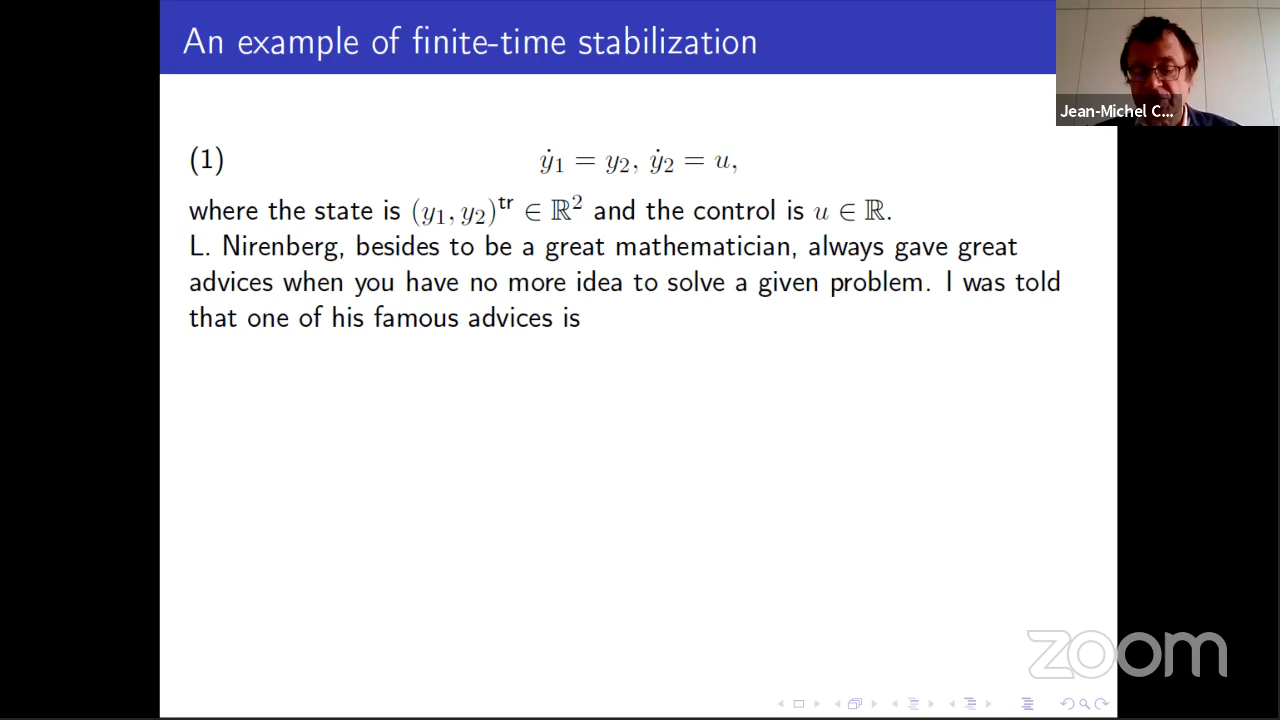 An example of finite-time stabilization
Jean-Michel C...
(1) ẏ₁ = y₂, ẏ₂ = u,
where the state is (y₁, y₂)ᵗʳ ∈ ℝ² and the control is u ∈ ℝ.
L. Nirenberg, besides to be a great mathematician, always gave great
advices when you have no more idea to solve a given problem. I was told
that one of his famous advices is
zoom